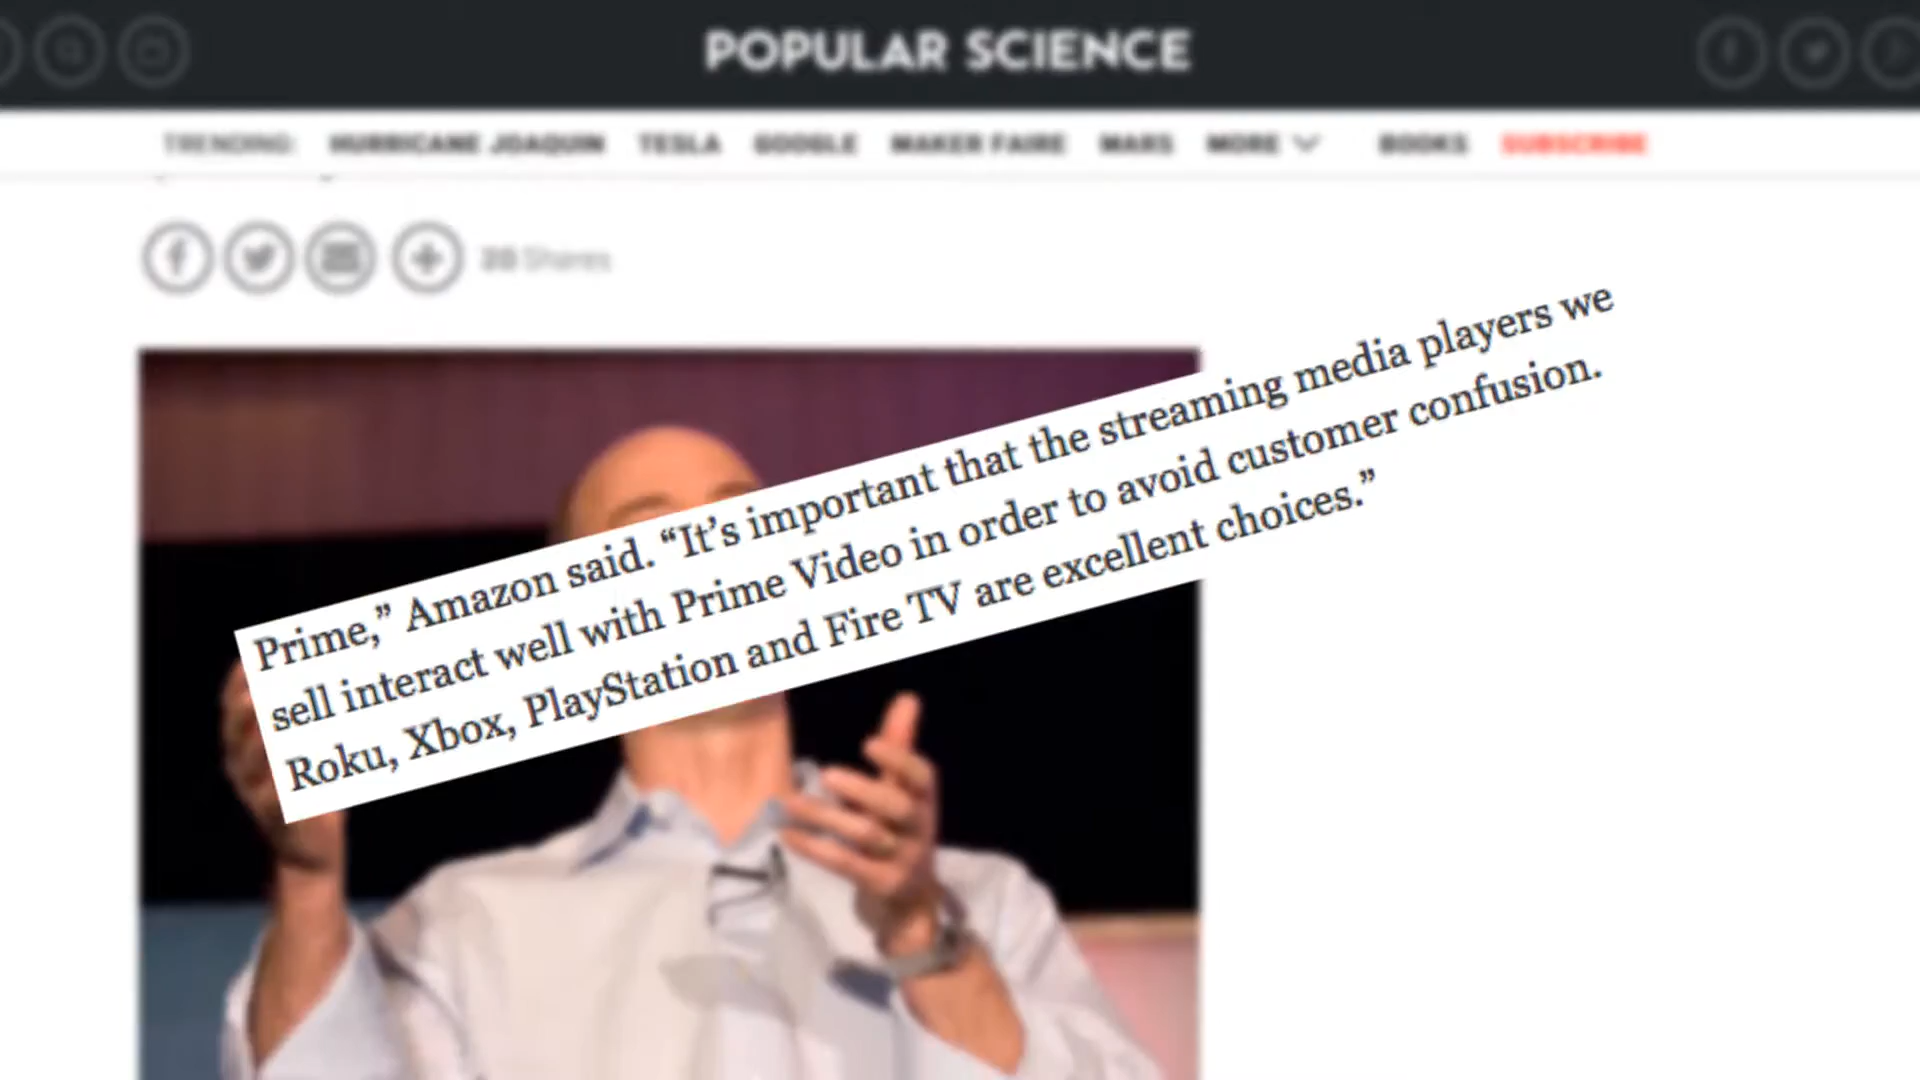 POPULAR SCIENCE
TRENDING: HURRICANE JOAQUIN TESLA GOOGLE MAKER FAIRE MARS MORE BOOKS SUBSCRIBE
Shares
Prime,” Amazon said. “It’s important that the streaming media players we
sell interact well with Prime Video in order to avoid customer confusion.
Roku, Xbox, PlayStation and Fire TV are excellent choices.”